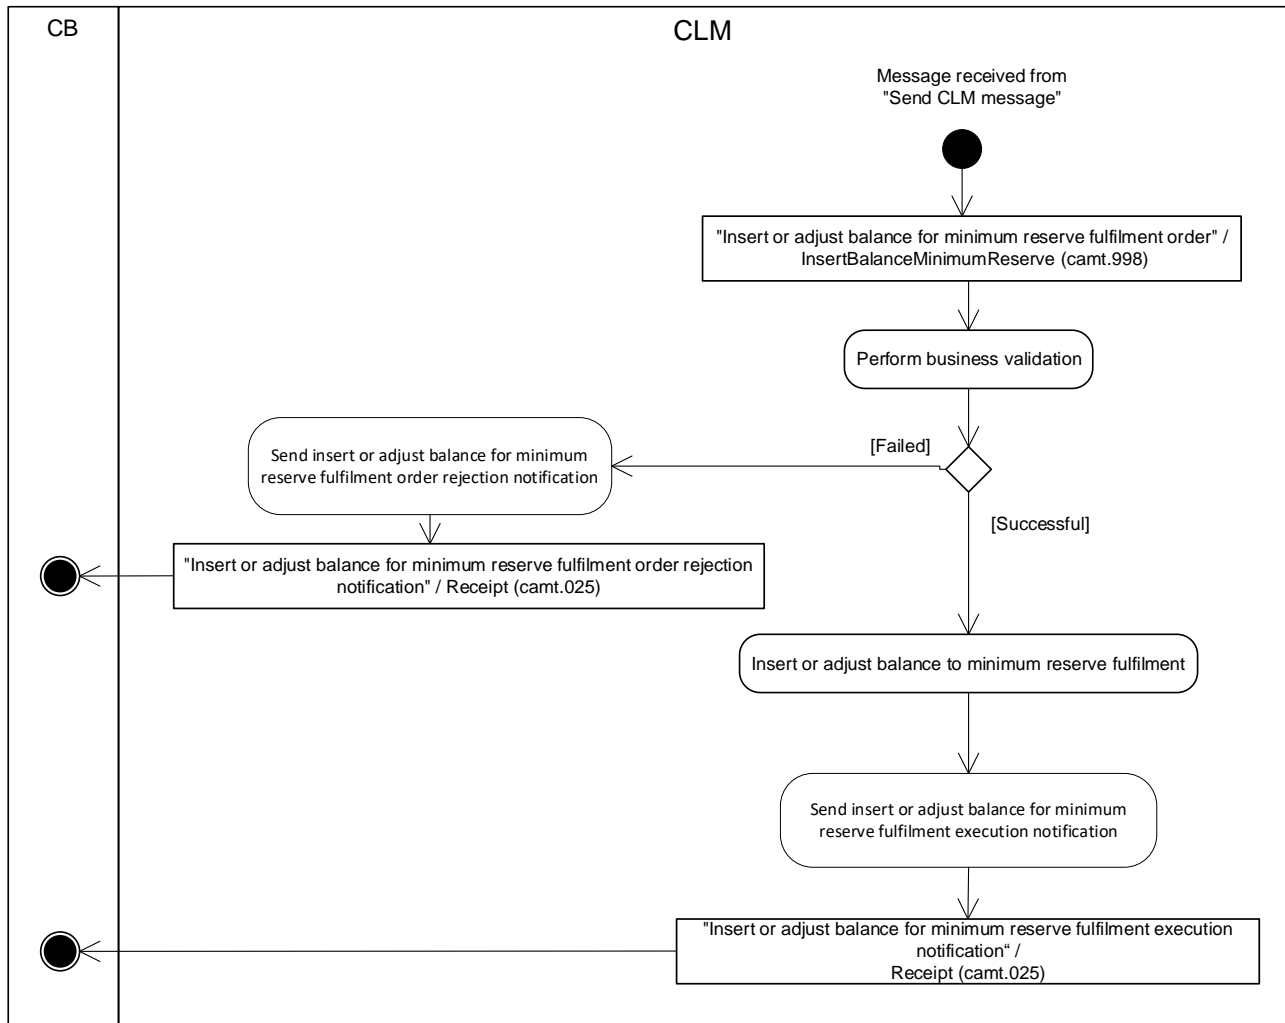 CB
CLM
Message received from
"Send CLM message"
"Insert or adjust balance for minimum reserve fulfilment order" /
InsertBalanceMinimumReserve (camt.998)
Perform business validation
[Failed]
Send insert or adjust balance for minimum
reserve fulfilment order rejection notification
[Successful]
"Insert or adjust balance for minimum reserve fulfilment order rejection
notification" / Receipt (camt.025)
Insert or adjust balance to minimum reserve fulfilment
Send insert or adjust balance for minimum
reserve fulfilment execution notification
"Insert or adjust balance for minimum reserve fulfilment execution
notification“ /
Receipt (camt.025)